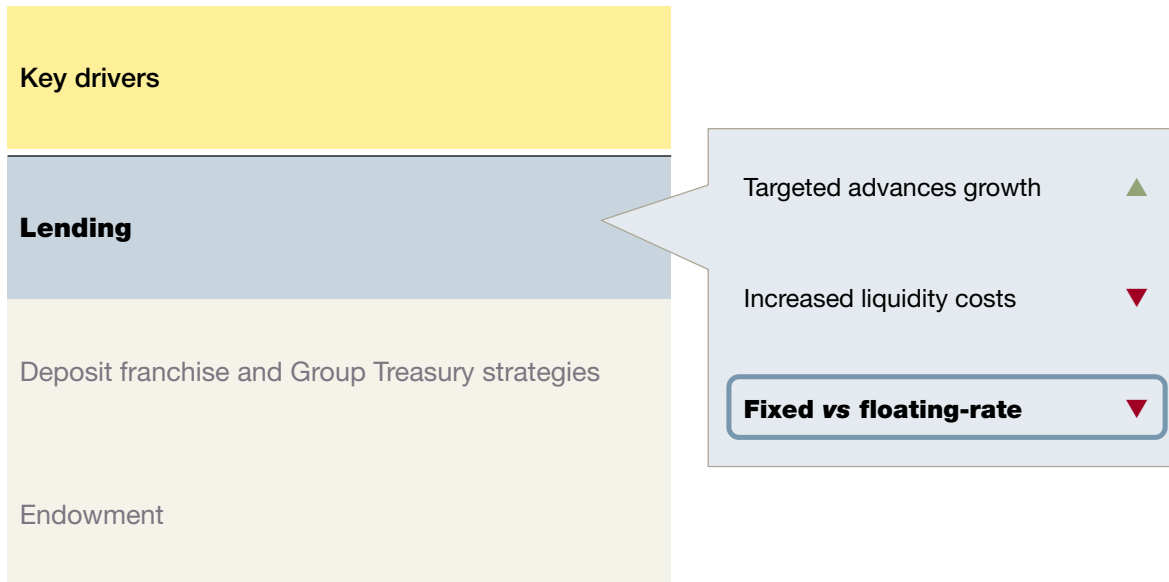 Key drivers
Lending
Deposit franchise and Group Treasury strategies
Endowment
Targeted advances growth
Increased liquidity costs
Fixed vs floating-rate